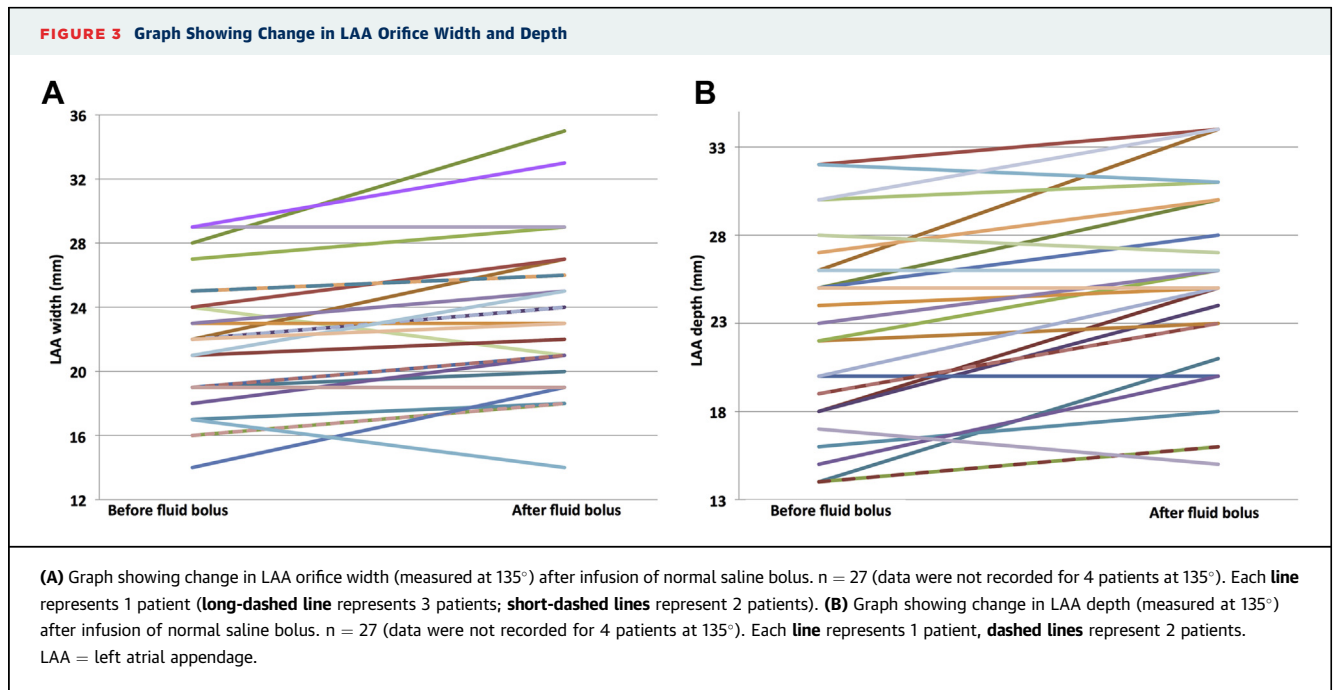 FIGURE 3 Graph Showing Change in LAA Orifice Width and Depth
A
LAA width (mm)
36
32
28
24
20
16
12
Before fluid bolus
After fluid bolus
B
LAA depth (mm)
33
28
23
18
13
Before fluid bolus
After fluid bolus
(A) Graph showing change in LAA orifice width (measured at 135°) after infusion of normal saline bolus. n = 27 (data were not recorded for 4 patients at 135°). Each line
represents 1 patient (long-dashed line represents 3 patients; short-dashed lines represent 2 patients). (B) Graph showing change in LAA depth (measured at 135°)
after infusion of normal saline bolus. n = 27 (data were not recorded for 4 patients at 135°). Each line represents 1 patient, dashed lines represent 2 patients.
LAA = left atrial appendage.